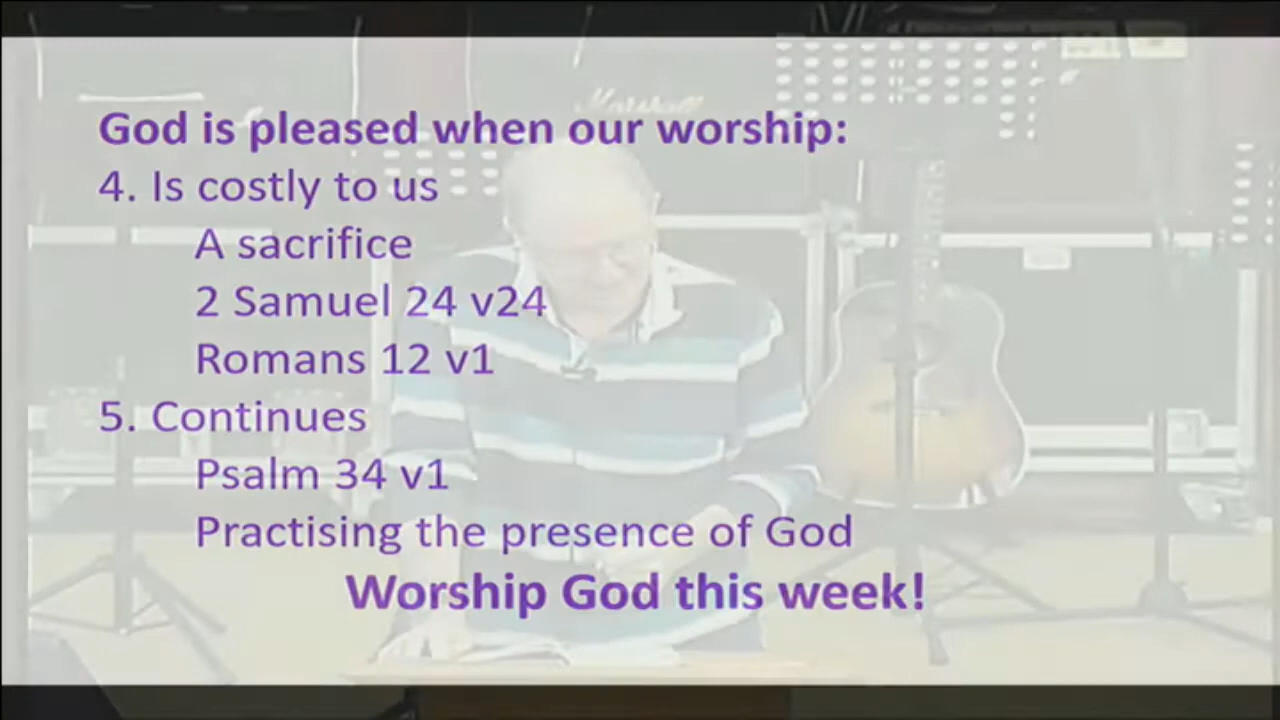 Marshall
God is pleased when our worship:
4. Is costly to us
A sacrifice
2 Samuel 24 v24
Romans 12 v1
5. Continues
Psalm 34 v1
Practising the presence of God
Worship God this week!